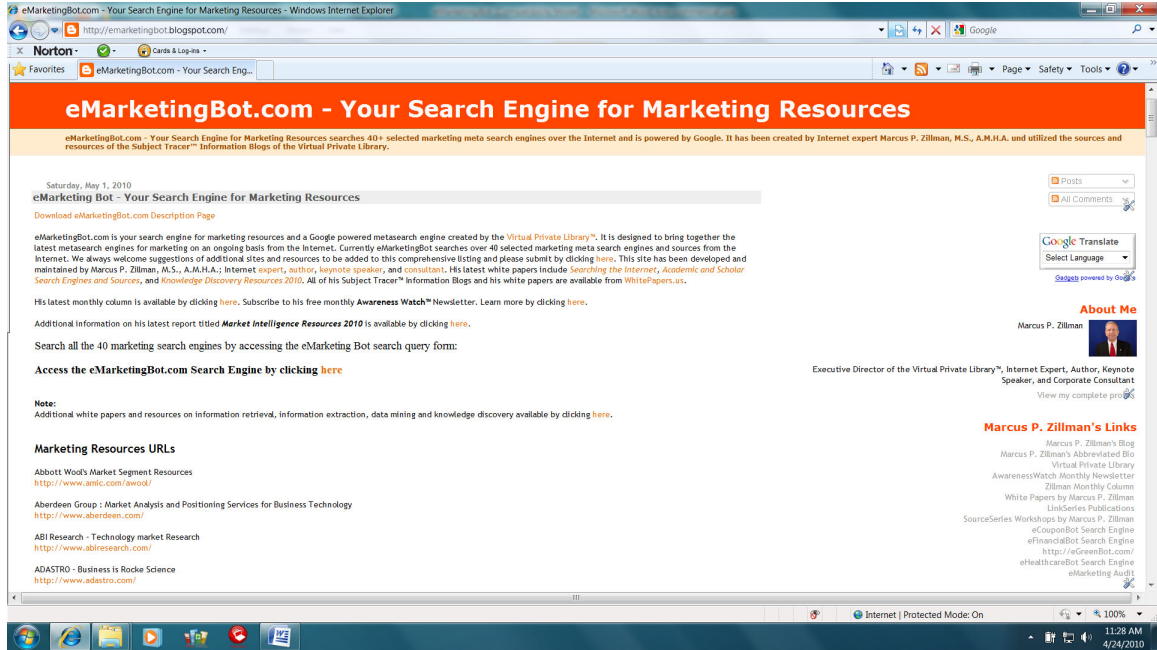 eMarketingBot.com - Your Search Engine for Marketing Resources - Windows Internet Explorer
http://emarketingbot.blogspot.com/
Google
Norton
Cards & Log-ins
Favorites
eMarketingBot.com - Your Search Eng...
Page
Safety
Tools
eMarketingBot.com - Your Search Engine for Marketing Resources
eMarketingBot.com - Your Search Engine for Marketing Resources searches 40+ selected marketing meta search engines over the Internet and is powered by Google. It has been created by Internet expert Marcus P. Zillman, M.S., A.M.H.A. und utilized the sources and
resources of the Subject Tracer™ Information Blogs of the Virtual Private Library.
Saturday, May 1, 2010
eMarketing Bot - Your Search Engine for Marketing Resources
Download eMarketingBot.com Description Page
eMarketingBot.com is your search engine for marketing resources and a Google powered metasearch engine created by the Virtual Private Library™. It is designed to bring together the
latest metasearch engines for marketing on an ongoing basis from the Internet. Currently eMarketingBot searches over 40 selected marketing meta search engines and sources from the
Internet. We always welcome suggestions of additional sites and resources to be added to this comprehensive listing and please submit by clicking here. This site has been developed and
maintained by Marcus P. Zillman, M.S., A.M.H.A.; Internet expert, author, keynote speaker, and consultant. His latest white papers include Searching the Internet, Academic and Scholar
Search Engines and Sources, and Knowledge Discovery Resources 2010. All of his Subject Tracer™ Information Blogs and his white papers are available from WhitePapers.us.
His latest monthly column is available by clicking here. Subscribe to his free monthly Awareness Watch™ Newsletter. Learn more by clicking here.
Additional information on his latest report titled Market Intelligence Resources 2010 is available by clicking here.
Search all the 40 marketing search engines by accessing the eMarketing Bot search query form:
Access the eMarketingBot.com Search Engine by clicking here
Note:
Additional white papers and resources on information retrieval, information extraction, data mining and knowledge discovery available by clicking here.
Marketing Resources URLs
Abbott Wool's Market Segment Resources
http://www.amic.com/awool/
Aberdeen Group : Market Analysis and Positioning Services for Business Technology
http://www.aberdeen.com/
ABI Research - Technology market Research
http://www.abiresearch.com/
ADASTRO - Business is Rocke Science
http://www.adastro.com/
Posts
All Comments
Google Translate
Select Language
Gadgets powered by Google
About Me
Marcus P. Zillman
Executive Director of the Virtual Private Library™, Internet Expert, Author, Keynote
Speaker, and Corporate Consultant
View my complete
Marcus P. Zillman's Links
Marcus P. Zillman's Blog
Marcus P. Zillman's Abbreviated Bio
Virtual Private Library
AwarenessWatch Monthly Newsletter
Zillman Monthly Column
White Papers by Marcus P. Zillman
LinkSeries Publications
SourceSeries Workshops by Marcus P. Zillman
eCouponBot Search Engine
eFinancialBot Search Engine
http://eGreenBot.com/
eHealthcareBot Search Engine
eMarketing Audit
Internet | Protected Mode: On
100%
11:28 AM
4/24/2010